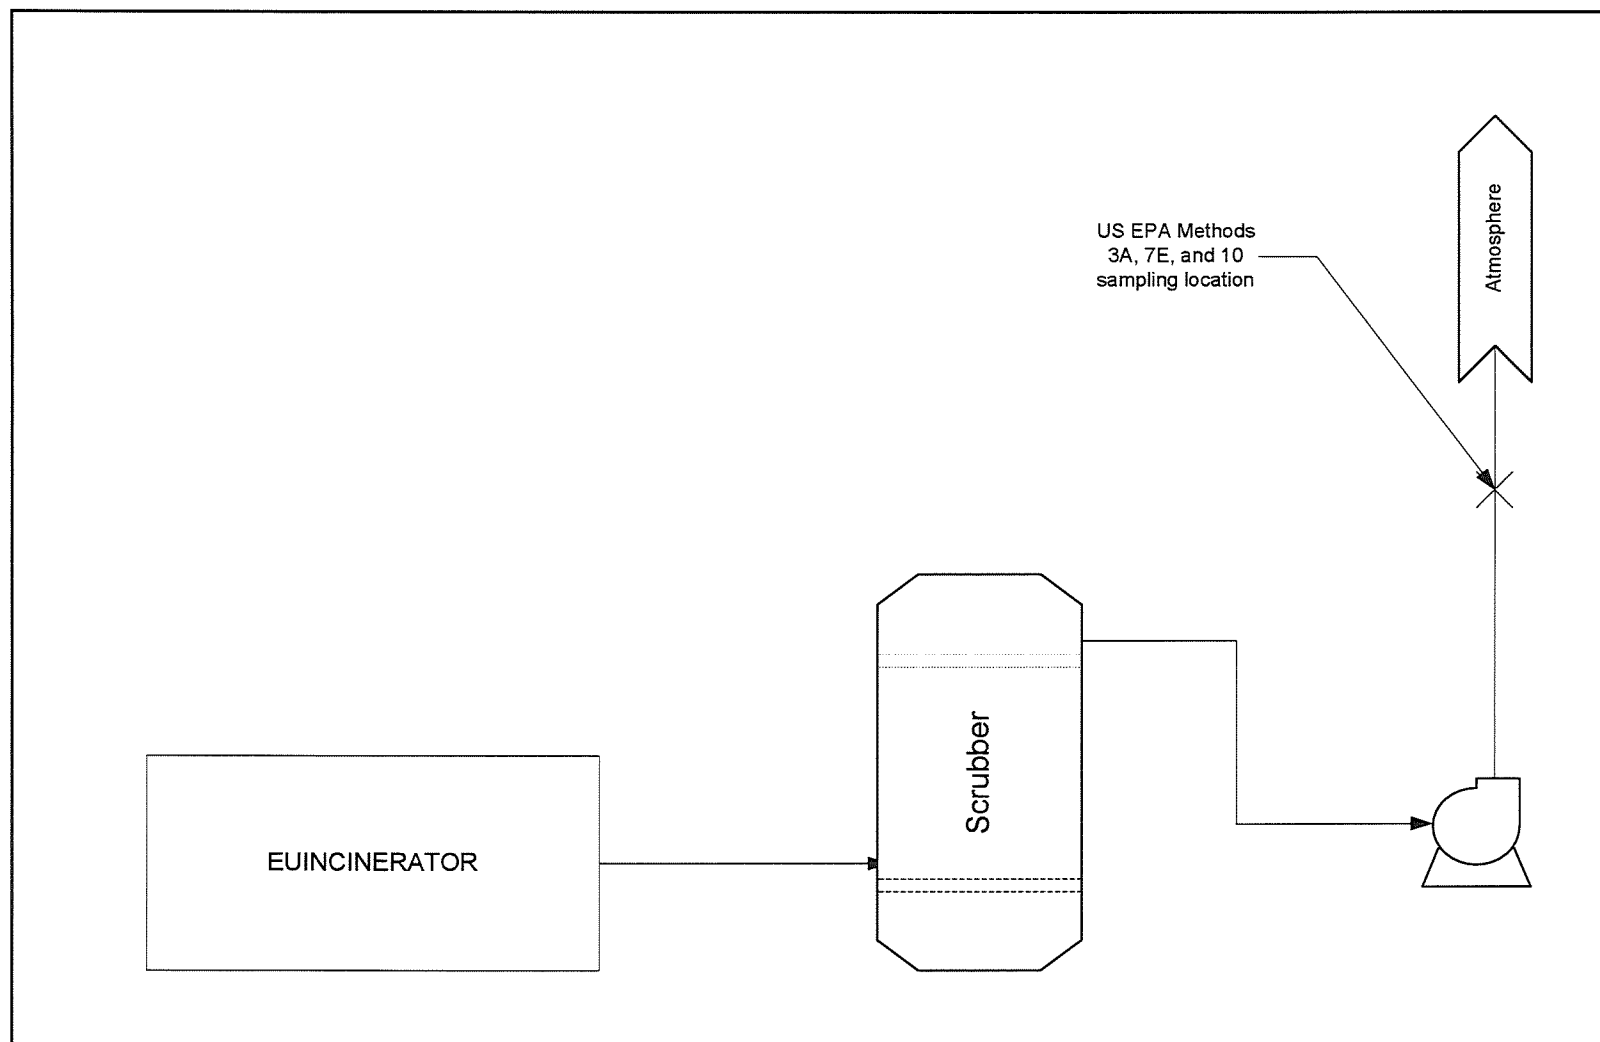 US EPA Methods
3A, 7E, and 10
sampling location
Atmosphere
Scrubber
EUINCINERATOR